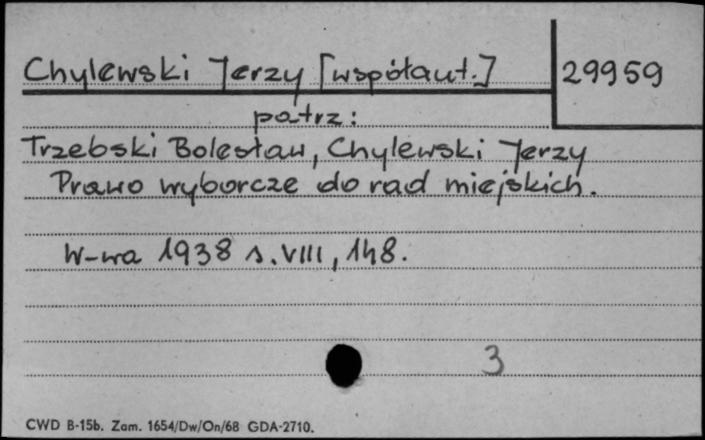 Chylewski Jerzy [współaut.] 29959
patrz:
Trzebski Bolesław, Chylewski Jerzy
Prawo wyborcze do rad miejskich.
W-wa 1938 s. VIII, 148.
3
CWD B-15b. Zam. 1654/Dw/On/68 GDA-2710.